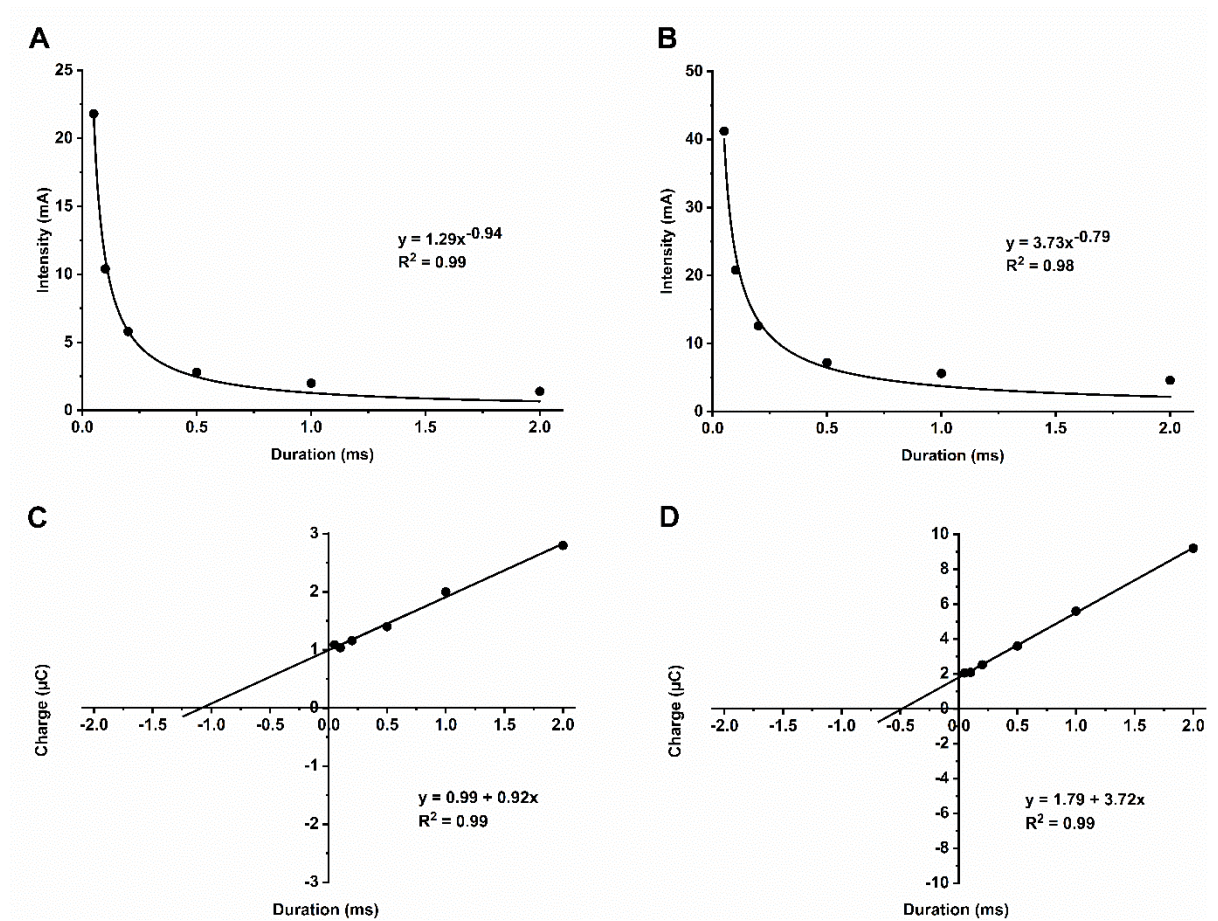 A
25
20
15
10
5
0
Intensity (mA)
0.0 0.5 1.0 1.5 2.0
Duration (ms)
y = 1.29x^-0.94
R² = 0.99
B
50
40
30
20
10
0
Intensity (mA)
0.0 0.5 1.0 1.5 2.0
Duration (ms)
y = 3.73x^-0.79
R² = 0.98
C
3
2
1
0
-1
-2
-3
Charge (µC)
-2.0 -1.5 -1.0 -0.5 0.0 0.5 1.0 1.5 2.0
y = 0.99 + 0.92x
R² = 0.99
Duration (ms)
D
10
8
6
4
2
0
-2
-4
-6
-8
-10
Charge (µC)
-2.0 -1.5 -1.0 -0.5 0.0 0.5 1.0 1.5 2.0
y = 1.79 + 3.72x
R² = 0.99
Duration (ms)